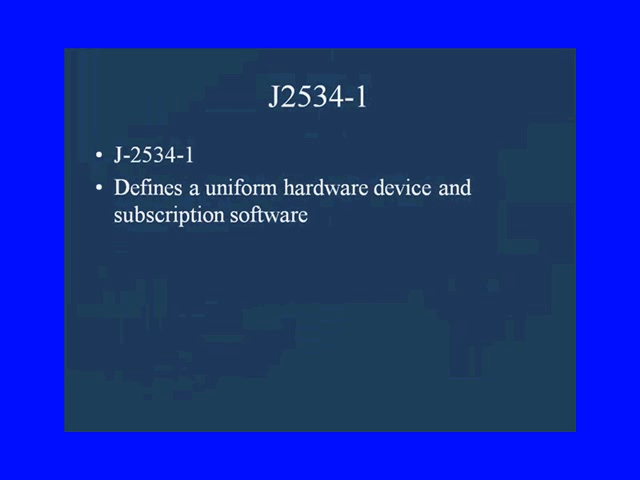 J2534-1
• J-2534-1
• Defines a uniform hardware device and
subscription software